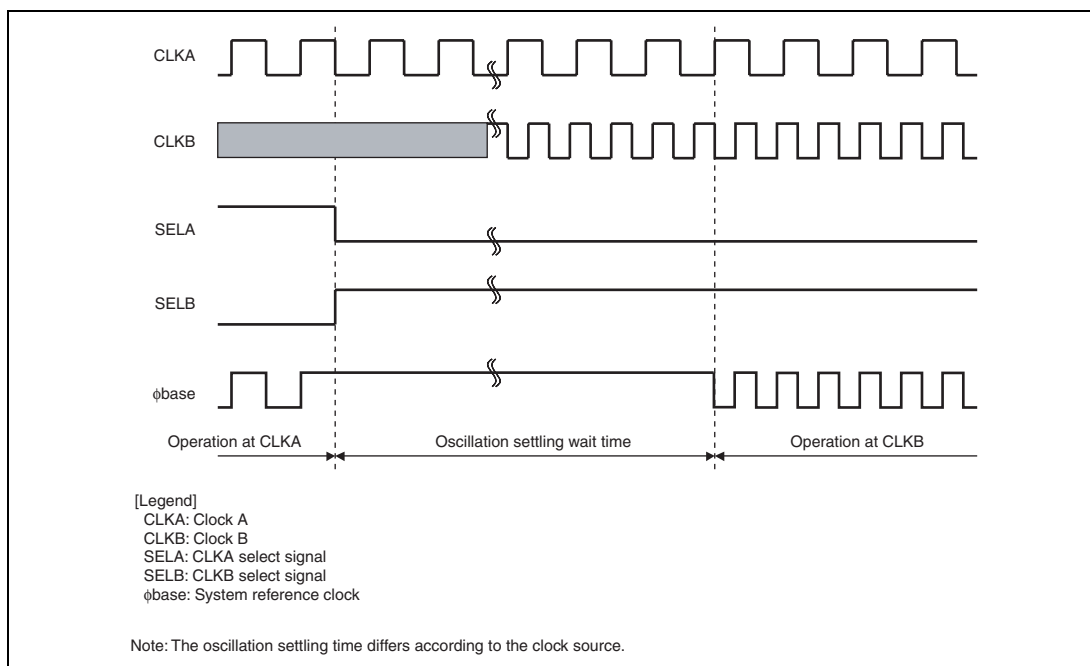 CLKA
CLKB
SELA
SELB
ϕbase
Operation at CLKA
Oscillation settling wait time
Operation at CLKB
[Legend]
CLKA: Clock A
CLKB: Clock B
SELA: CLKA select signal
SELB: CLKB select signal
ϕbase: System reference clock
Note: The oscillation settling time differs according to the clock source.